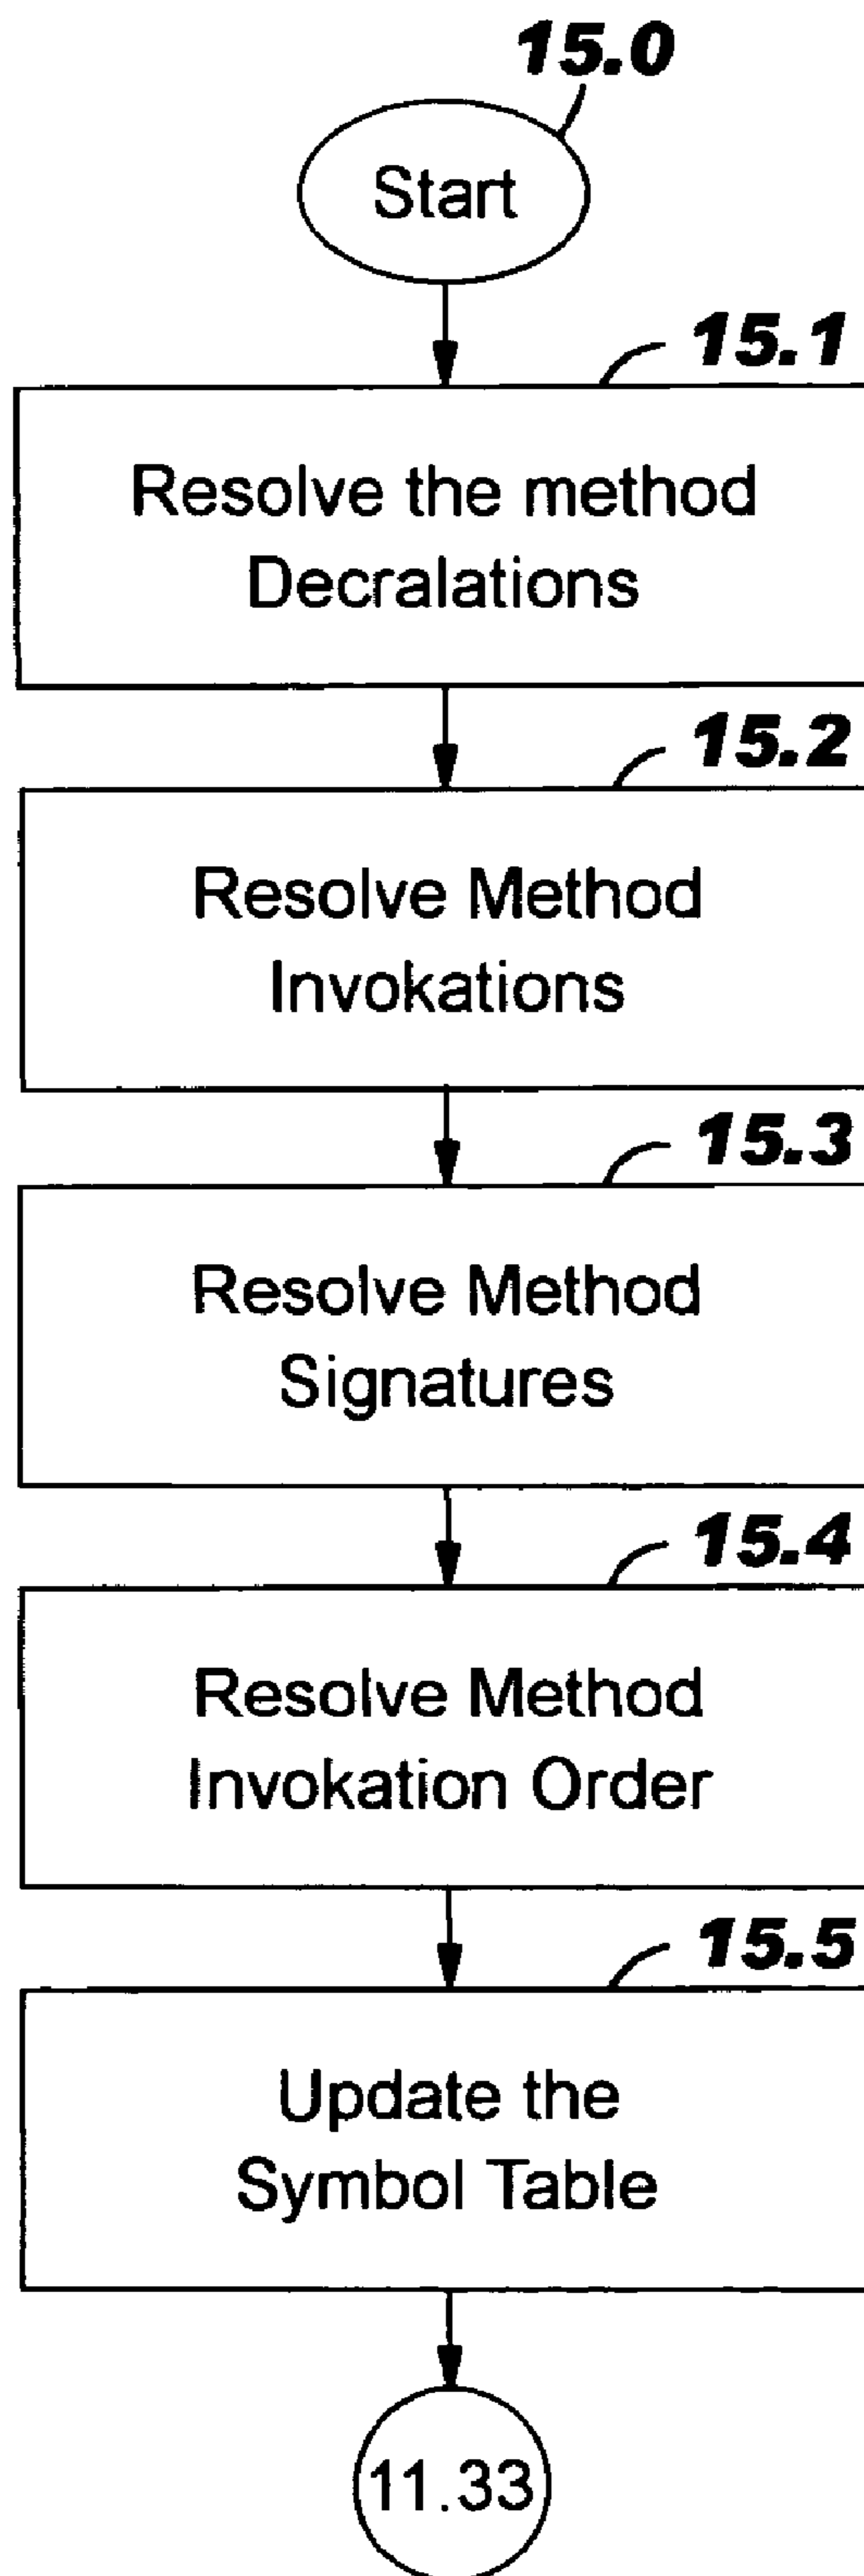 15.0
Start
15.1
Resolve the method
Decralations
15.2
Resolve Method
Invokations
15.3
Resolve Method
Signatures
15.4
Resolve Method
Invokation Order
15.5
Update the
Symbol Table
11.33